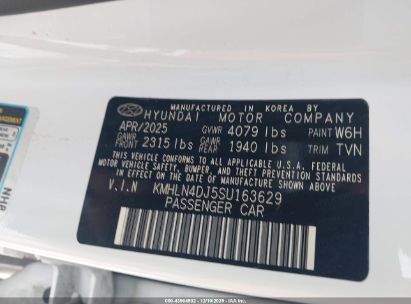 MANUFACTURED IN KOREA BY
HYUNDAI MOTOR COMPANY
APR/2025 GVWR 4079 lbs PAINT W6H
GAWR FRONT 2315 lbs GAWR REAR 1940 lbs TRIM TVN
THIS VEHICLE CONFORMS TO ALL APPLICABLE U.S.A. FEDERAL
MOTOR VEHICLE SAFETY, BUMPER, AND THEFT PREVENTION
STANDARDS IN EFFECT ON THE DATE OF MANUFACTURE SHOWN ABOVE.
V.I.N KMHLN4DJ5SU163629
PASSENGER CAR
NH8